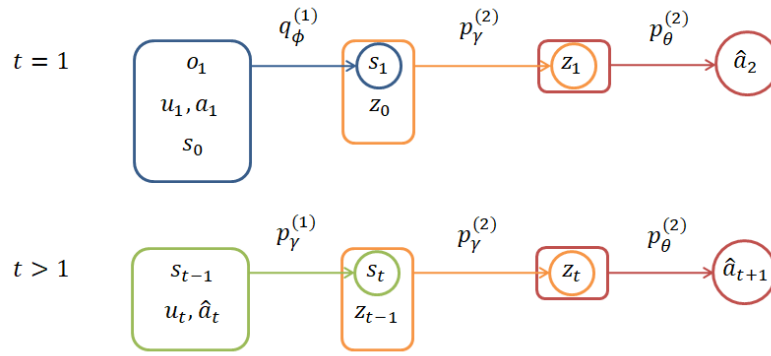 t = 1
q_ϕ^(1)
p_γ^(2)
p_θ^(2)
o_1
u_1, a_1
s_0
s_1
z_0
z_1
â_2
t > 1
p_γ^(1)
p_γ^(2)
p_θ^(2)
s_{t−1}
u_t, â_t
s_t
z_{t−1}
z_t
â_{t+1}